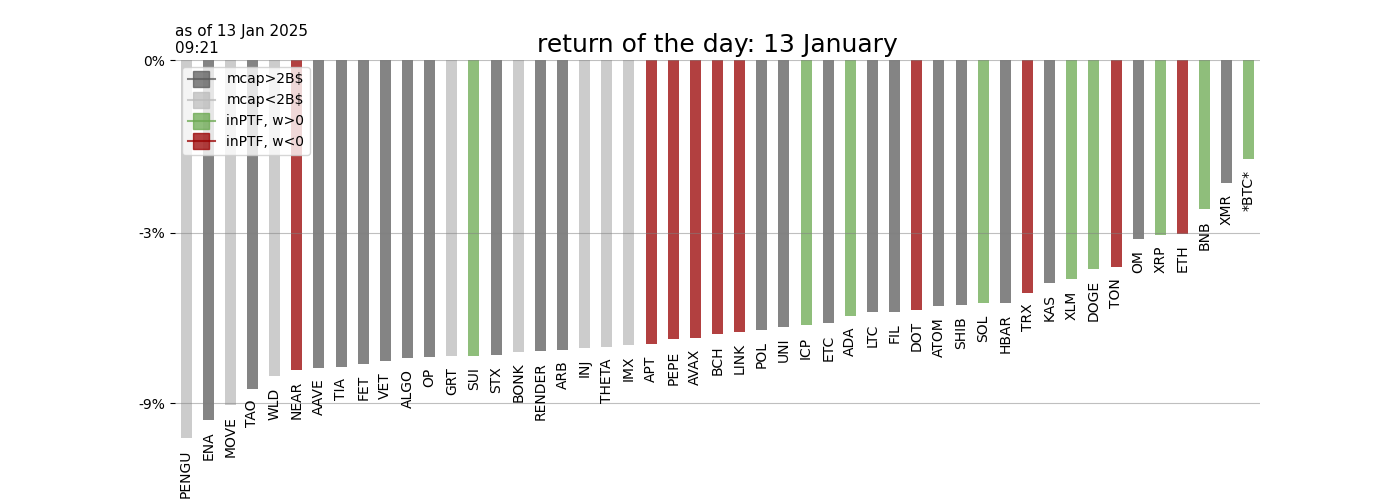 as of 13 Jan 2025
09:21
return of the day: 13 January
0%
-3%
-9%
mcap>2B$
mcap<2B$
inPTF, w>0
inPTF, w<0
PENGU
ENA
MOVE
TAO
WLD
NEAR
AAVE
TIA
FET
VET
ALGO
OP
GRT
SUI
STX
BONK
RENDER
ARB
INJ
THETA
IMX
APT
PEPE
AVAX
BCH
LINK
POL
UNI
ICP
ETC
ADA
LTC
FIL
DOT
ATOM
SHIB
SOL
HBAR
TRX
KAS
XLM
DOGE
TON
OM
XRP
ETH
BNB
XMR
*BTC*